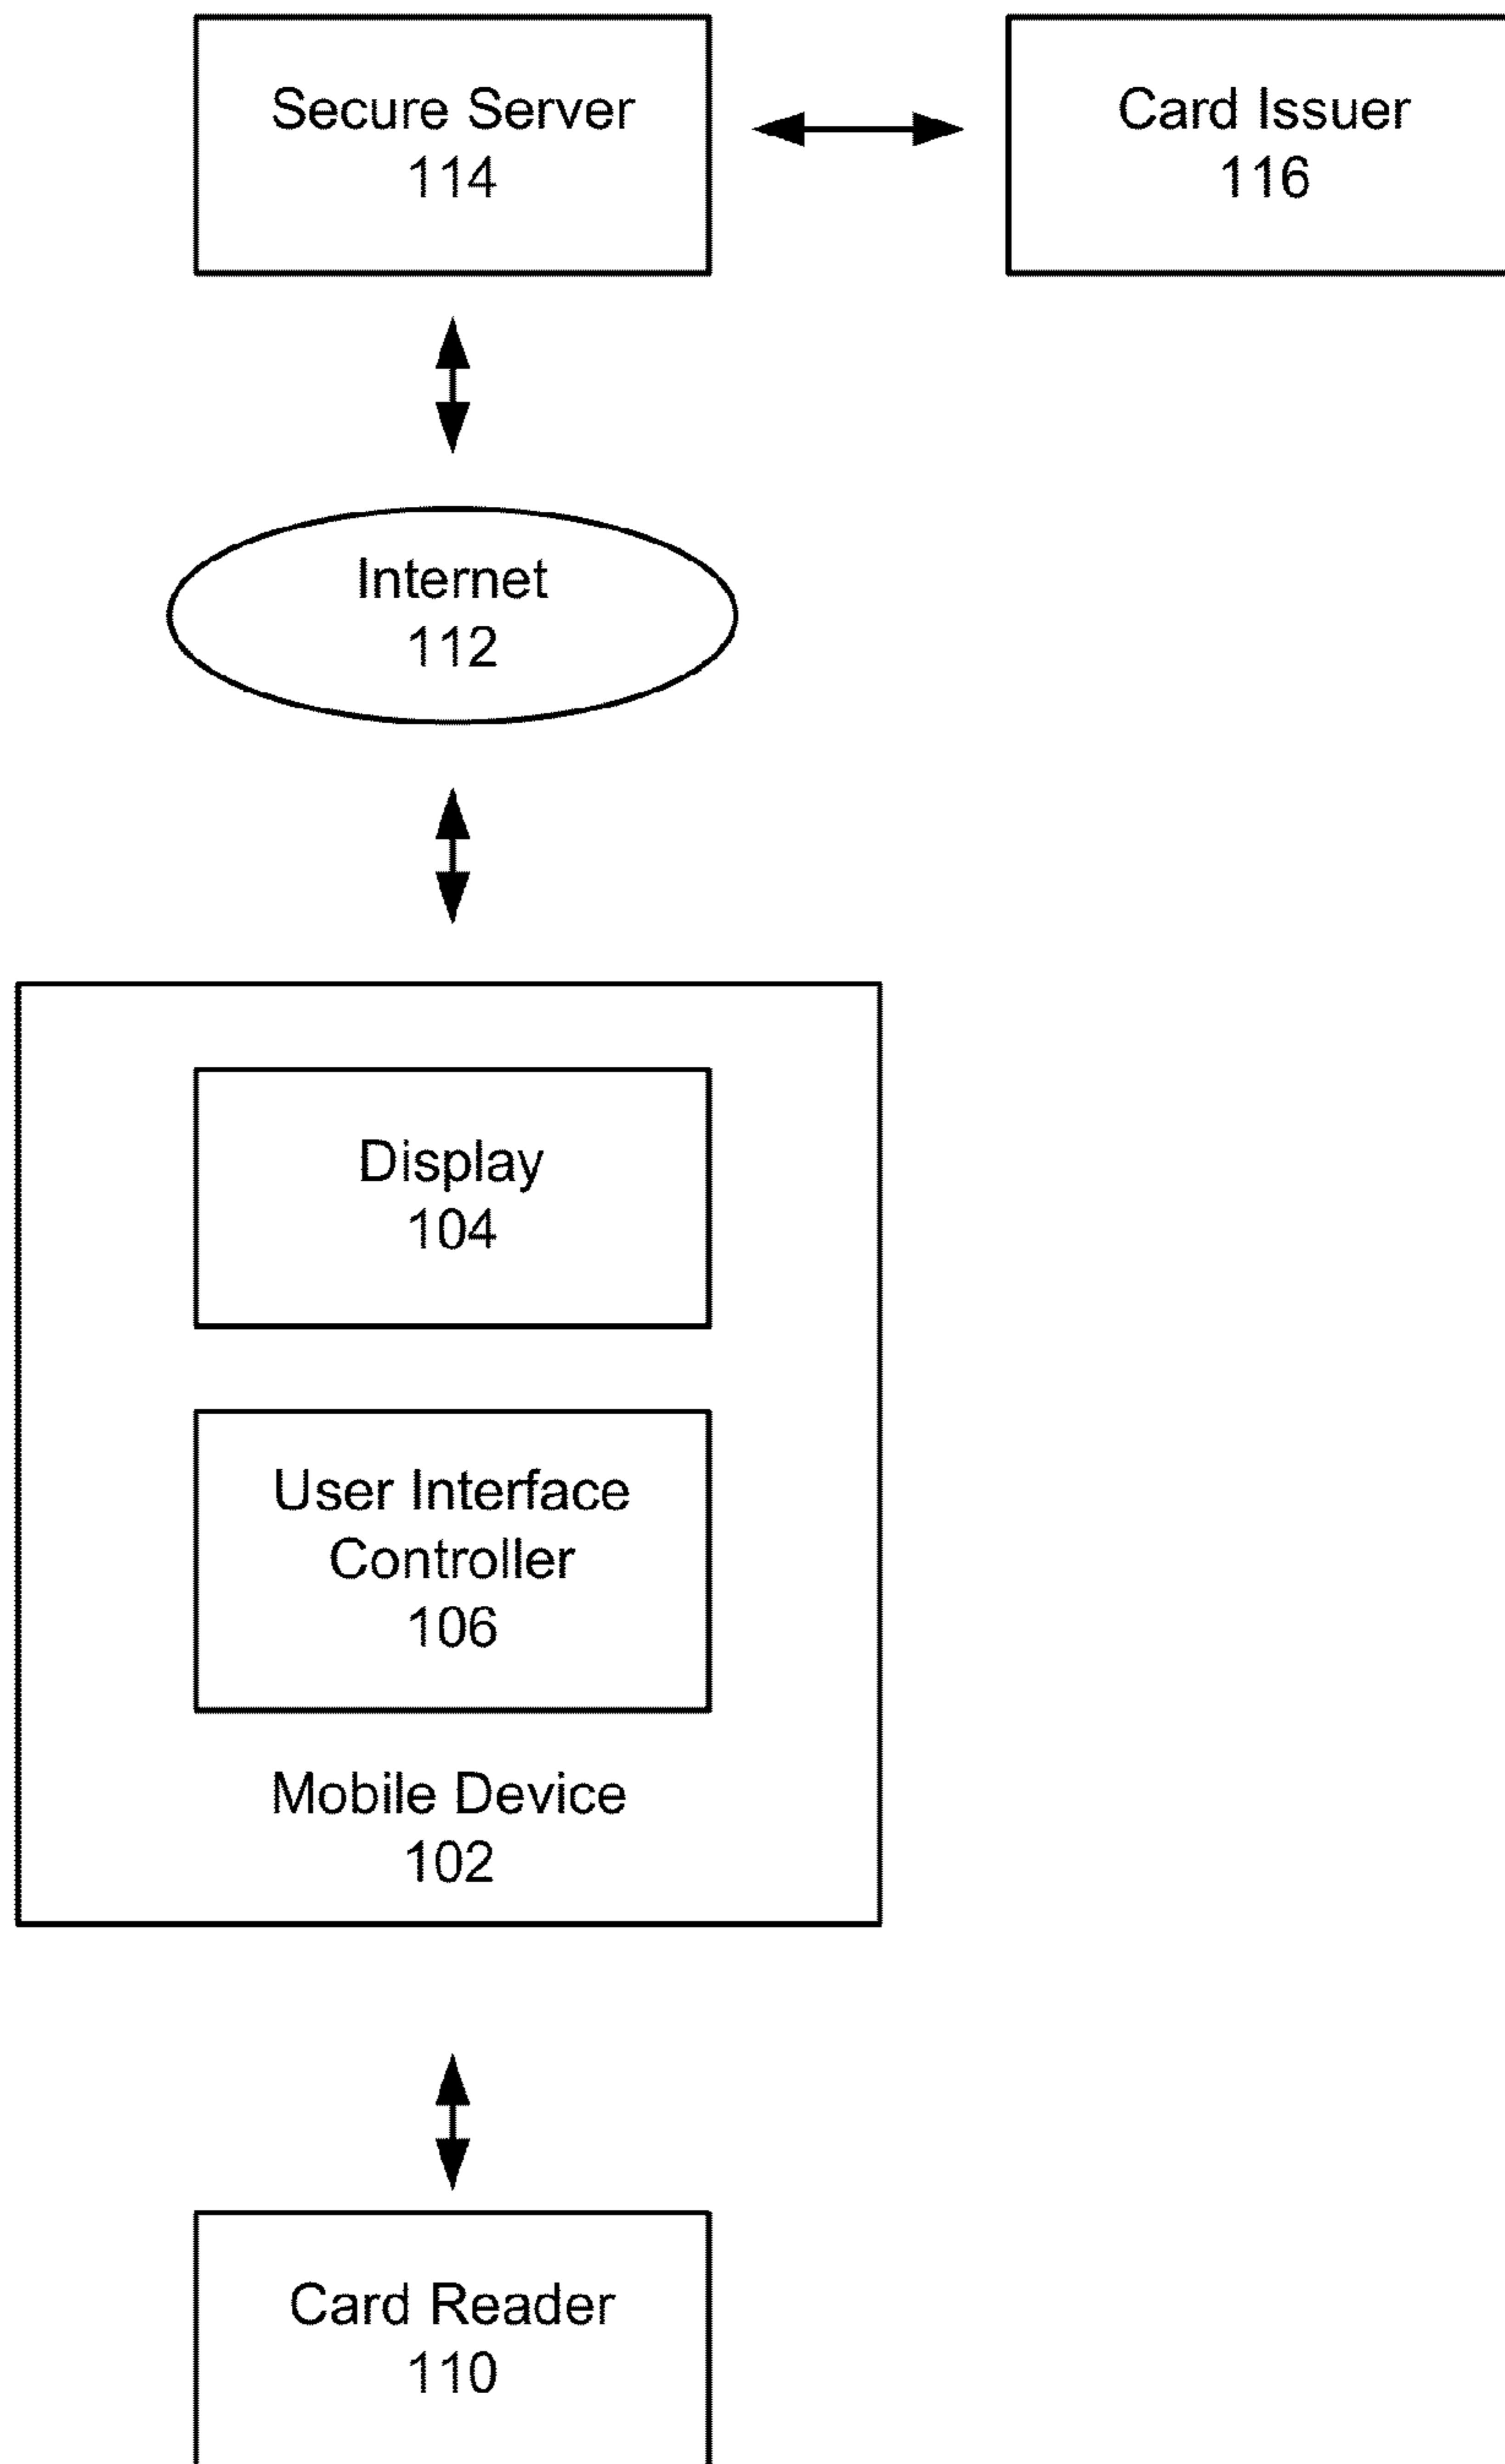 Secure Server
114
Card Issuer
116
Internet
112
Display
104
User Interface
Controller
106
Mobile Device
102
Card Reader
110